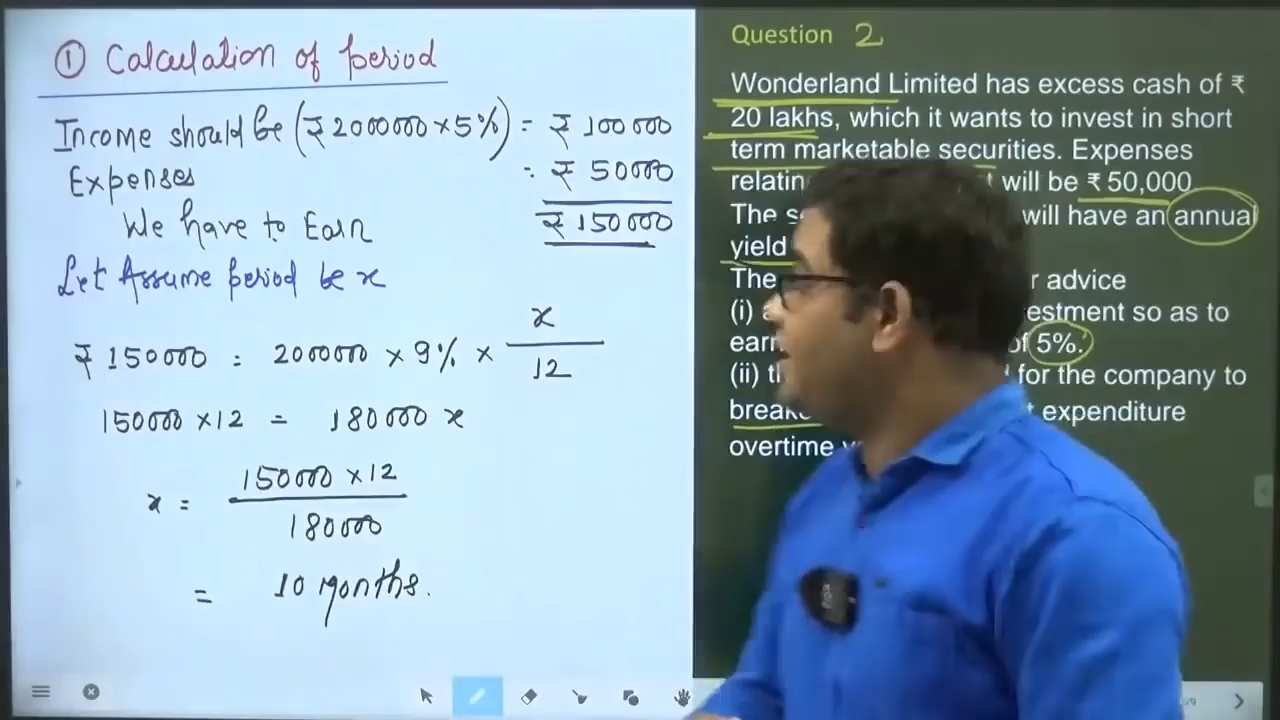 ① Calculation of period
Income should be (₹2000000×5%) = ₹ 100000
Expenses : ₹ 50000
We have to Earn ₹150000
Let Assume period be x
₹150000 = 2000000 × 9% × x
12
150000 ×12 = 180000 x
x = 150000 ×12
180000
= 10 Months.
Question 2
Wonderland Limited has excess cash of ₹
20 lakhs, which it wants to invest in short
term marketable securities. Expenses
will be ₹ 50,000
The will have an annual
yield
The advice
(i) so as to
of 5%.
(ii) for the company to
expenditure
overtime